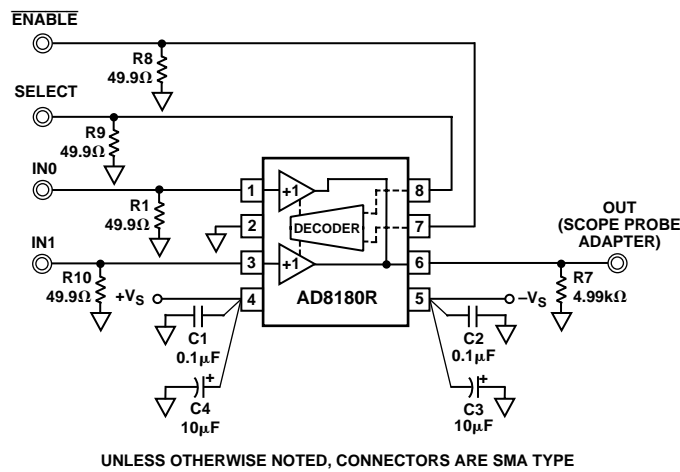 ENABLE
R8
49.9Ω
SELECT
R9
49.9Ω
IN0
R1
49.9Ω
IN1
R10
49.9Ω
1
2
3
4
+1
+1
DECODER
AD8180R
8
7
6
5
OUT
(SCOPE PROBE
ADAPTER)
R7
4.99kΩ
+VS
–VS
C1
0.1µF
C2
0.1µF
+
C4
10µF
+
C3
10µF
UNLESS OTHERWISE NOTED, CONNECTORS ARE SMA TYPE